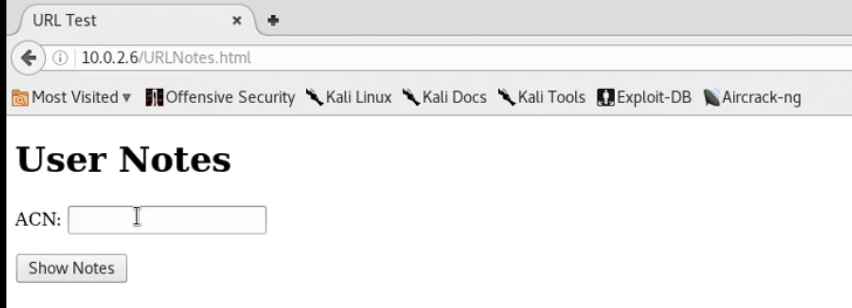 URL Test
10.0.2.6/URLNotes.html
Most Visited Offensive Security Kali Linux Kali Docs Kali Tools Exploit-DB Aircrack-ng
User Notes
ACN:
Show Notes